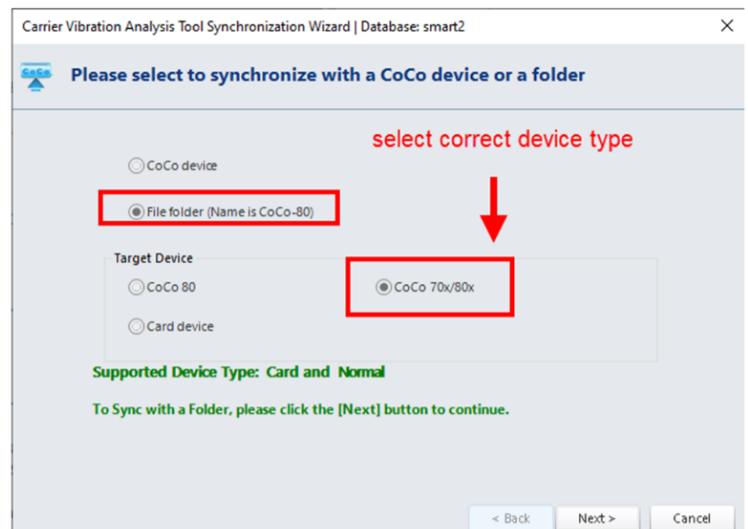 Carrier Vibration Analysis Tool Synchronization Wizard | Database: smart2
CoCo
Please select to synchronize with a CoCo device or a folder
select correct device type
CoCo device
File folder (Name is CoCo-80)
Target Device
CoCo 80
CoCo 70x/80x
Card device
Supported Device Type: Card and Normal
To Sync with a Folder, please click the [Next] button to continue.
< Back
Next >
Cancel